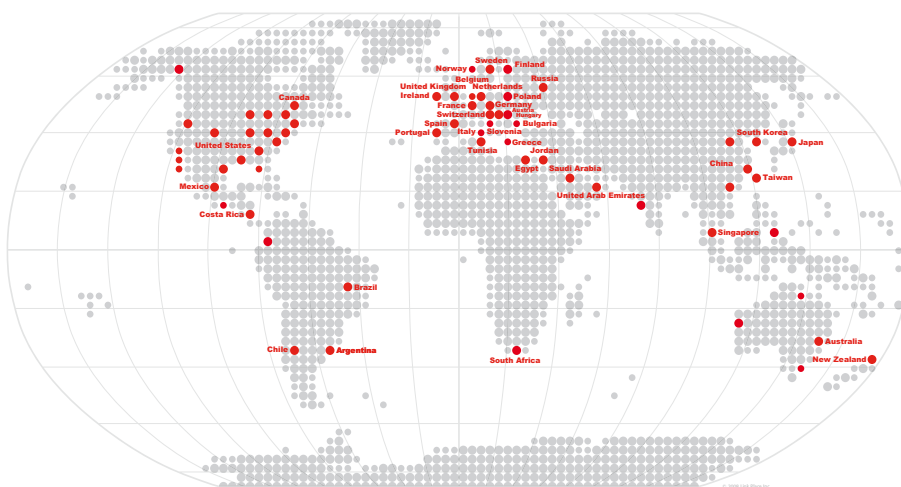 Sweden
Norway
Finland
Belgium
Russia
United Kingdom
Netherlands
Ireland
Poland
Canada
France
Germany
Austria
Switzerland
Hungary
Spain
Bulgaria
Portugal
Italy
Slovenia
South Korea
United States
Greece
Japan
Tunisia
Jordan
China
Egypt
Saudi Arabia
Taiwan
Mexico
United Arab Emirates
Costa Rica
Singapore
Brazil
Australia
Chile
Argentina
South Africa
New Zealand